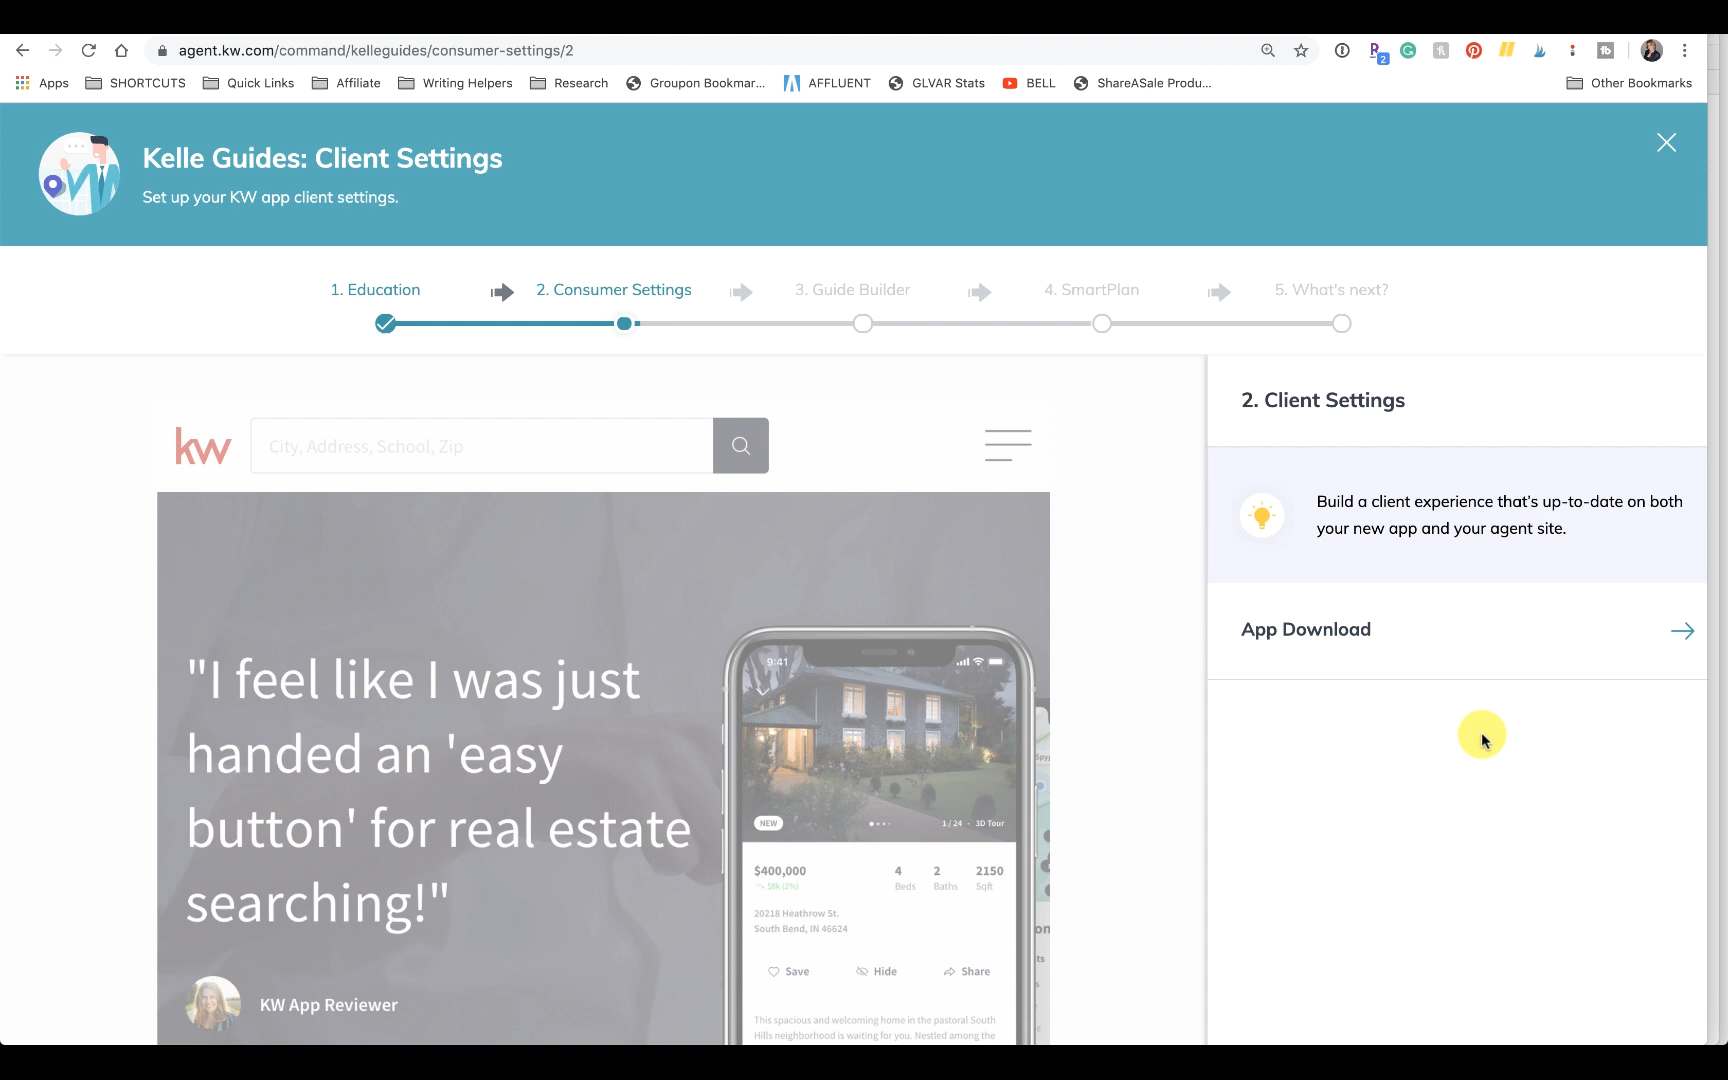 agent.kw.com/command/kelleguides/consumer-settings/2
2
Apps SHORTCUTS Quick Links Affiliate Writing Helpers Research Groupon Bookmar... AFFLUENT GLVAR Stats BELL ShareASale Produ... Other Bookmarks
Kelle Guides: Client Settings
Set up your KW app client settings.
1. Education 2. Consumer Settings 3. Guide Builder 4. SmartPlan 5. What's next?
kw
City, Address, School, Zip
"I feel like I was just
handed an 'easy
button' for real estate
searching!"
KW App Reviewer
9:41
NEW
1 / 24 - 3D Tour
$400,000 4 2 2150
58k (2%) Beds Baths Sqft
20218 Heathrow St.
South Bend, IN 46624
Save Hide Share
This spacious and welcoming home in the pastoral South
Hills neighborhood is waiting for you. Nestled among the
2. Client Settings
Build a client experience that's up-to-date on both
your new app and your agent site.
App Download